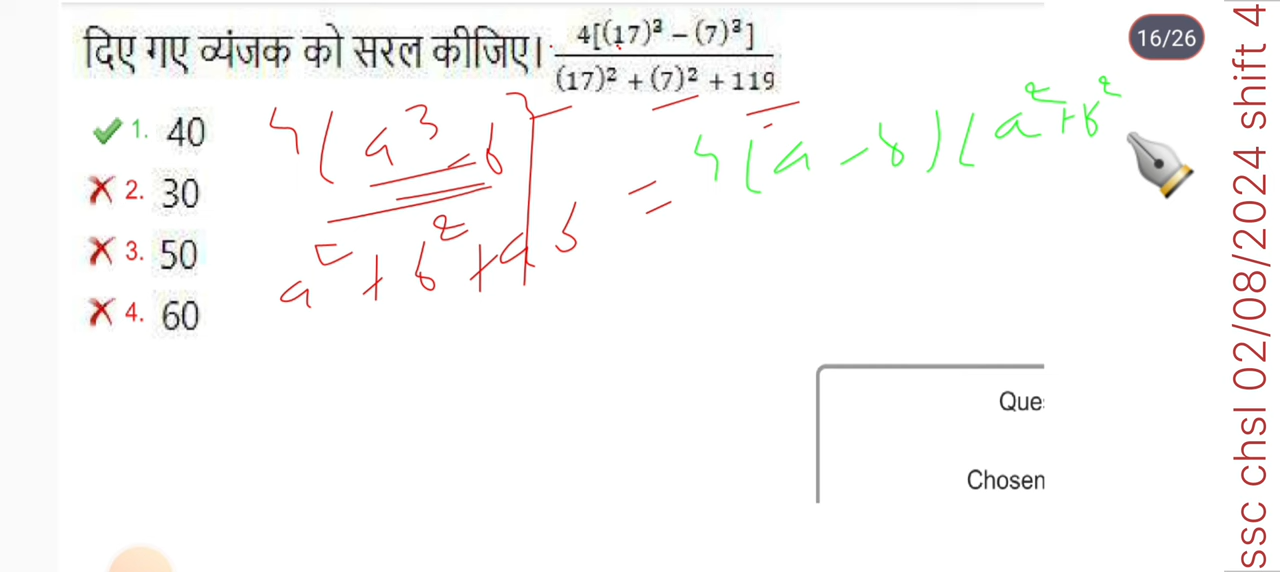 दिए गए व्यंजक को सरल कीजिए। 4[(17)³ − (7)³] / (17)² + (7)² + 119
16/26
1. 40
2. 30
3. 50
4. 60
4(a³ − b
a² + b² + ab
= 4(a − b)(a² + b²
Que
Chosen
ssc chsl 02/08/2024 shift 4